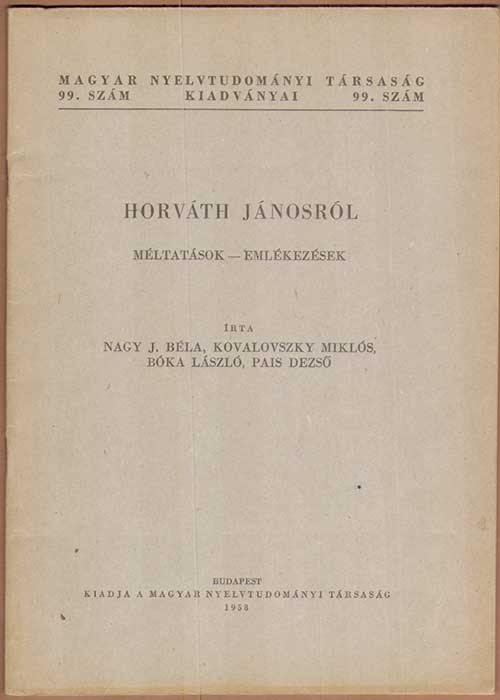 MAGYAR NYELVTUDOMÁNYI TÁRSASÁG
99. SZÁM KIADVÁNYAI 99. SZÁM
HORVÁTH JÁNOSRÓL
MÉLTATÁSOK — EMLÉKEZÉSEK
ÍRTA
NAGY J. BÉLA, KOVALOVSZKY MIKLÓS,
BÓKA LÁSZLÓ, PAIS DEZSŐ
BUDAPEST
KIADJA A MAGYAR NYELVTUDOMÁNYI TÁRSASÁG
1958